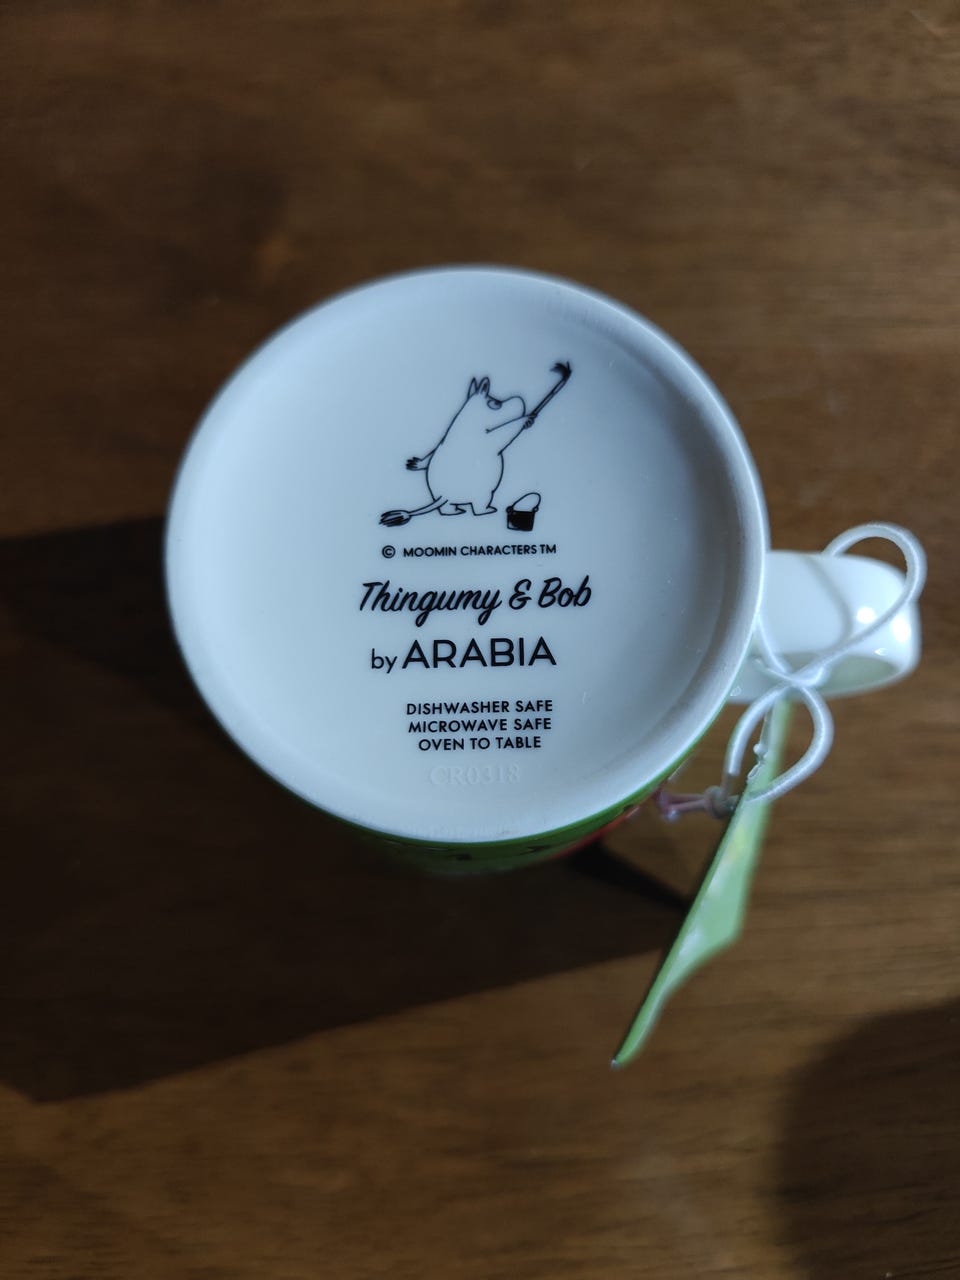 © MOOMIN CHARACTERS TM
Thingumy & Bob
by ARABIA
DISHWASHER SAFE
MICROWAVE SAFE
OVEN TO TABLE
CR0318